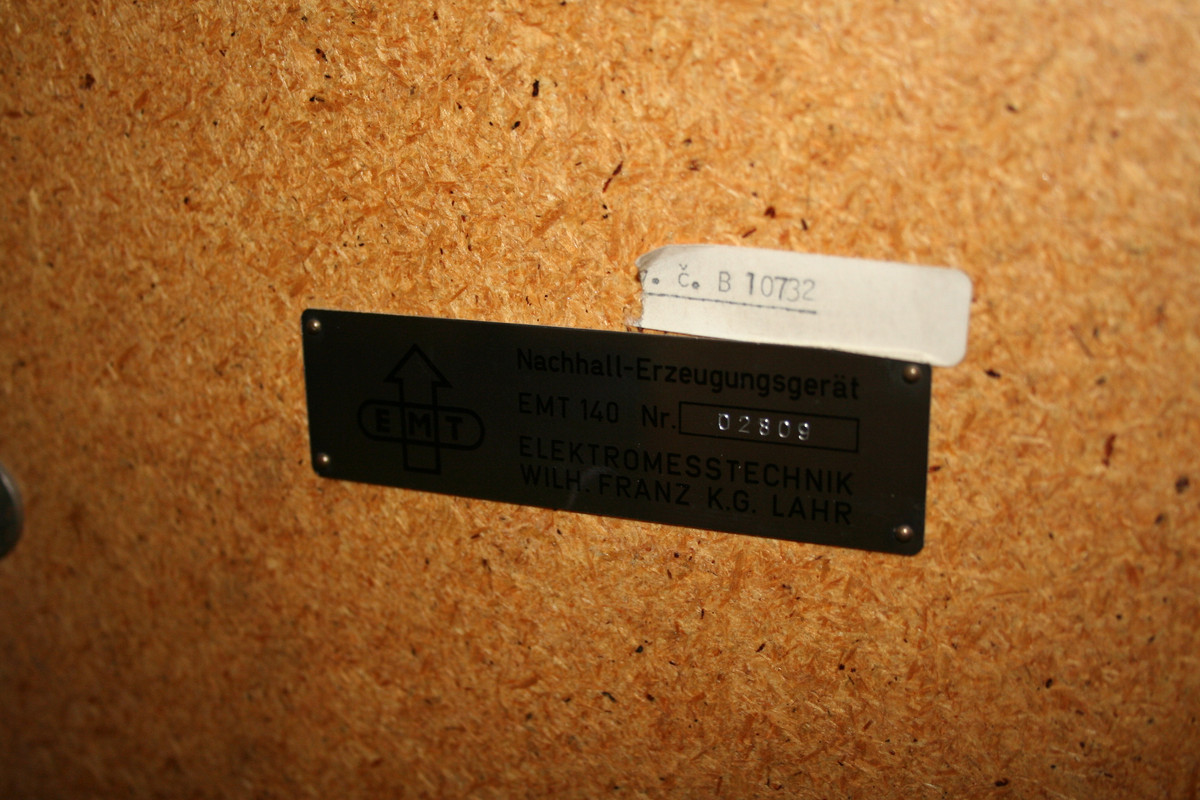 . č. B 10732
EMT
Nachhall-Erzeugungsgerät
EMT 140 Nr. 02809
ELEKTROMESSTECHNIK
WILH. FRANZ K.G. LAHR